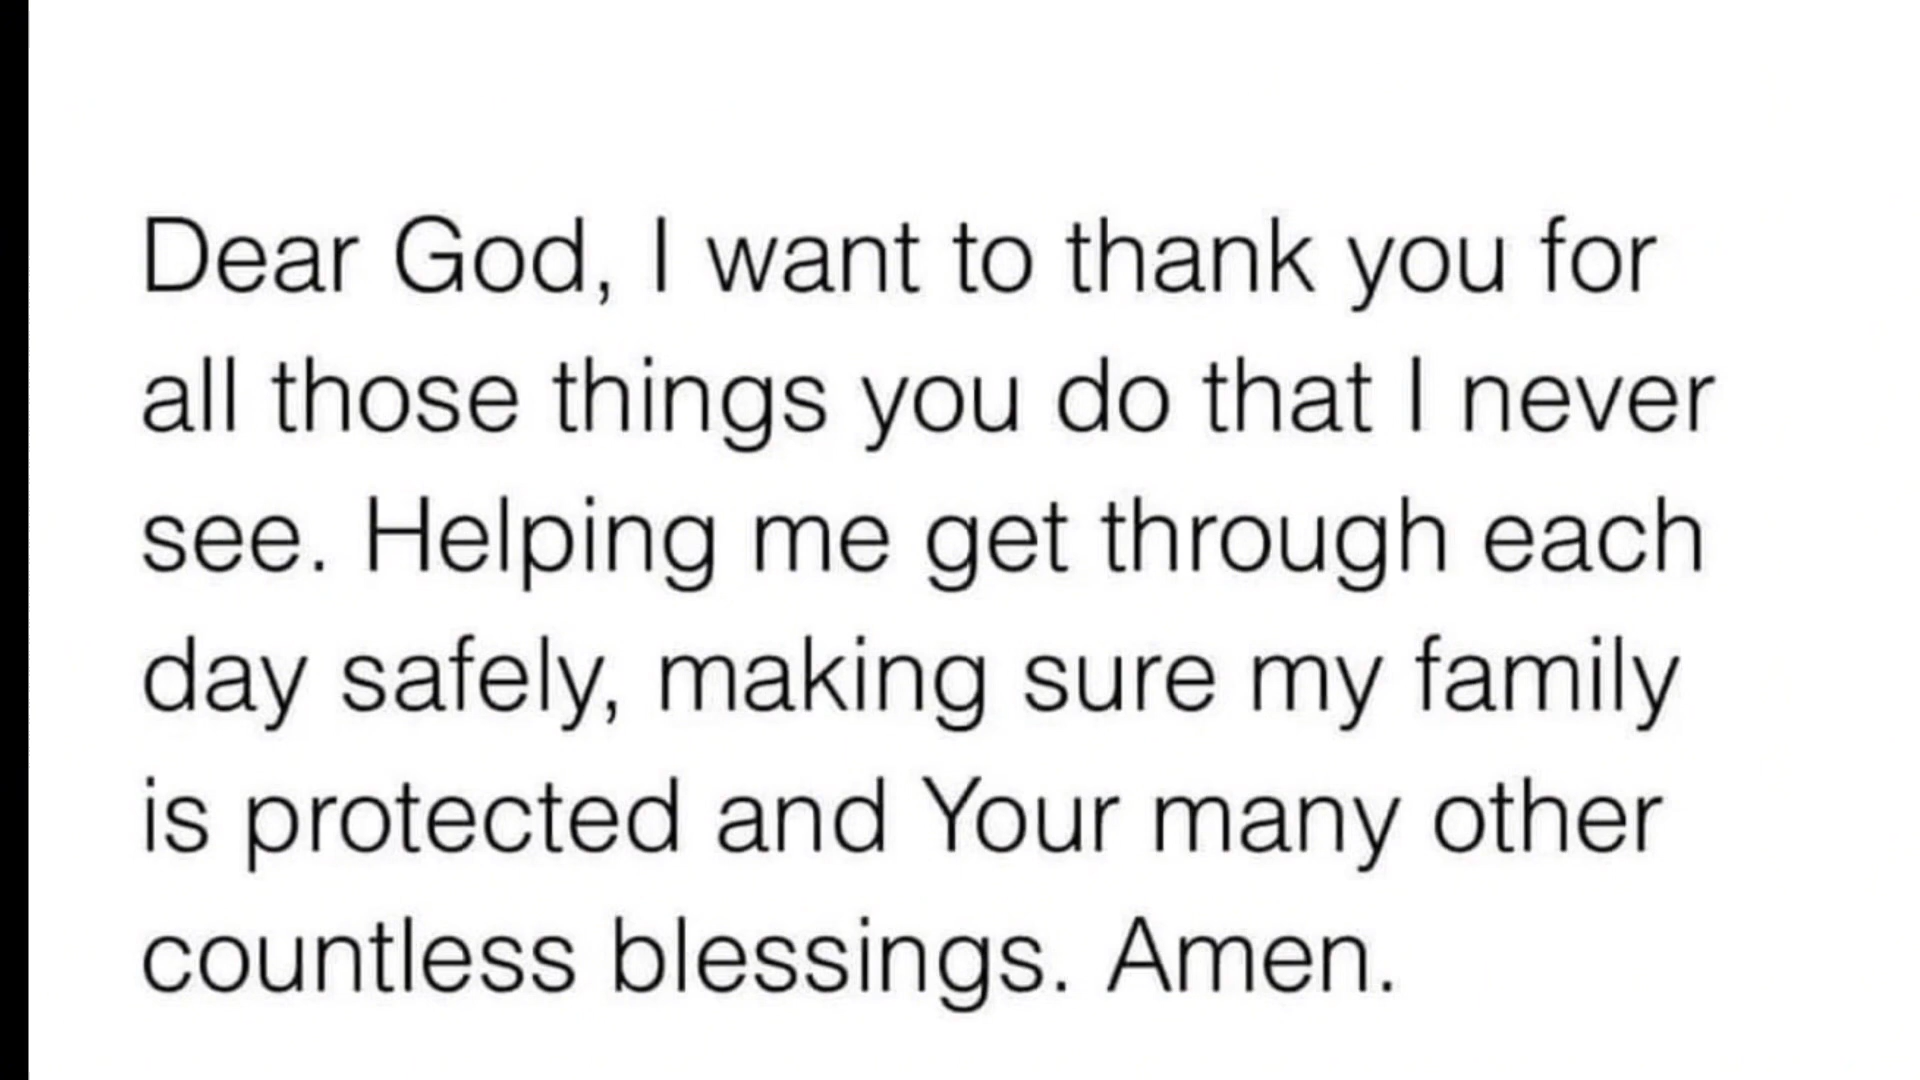 Dear God, I want to thank you for
all those things you do that I never
see. Helping me get through each
day safely, making sure my family
is protected and Your many other
countless blessings. Amen.